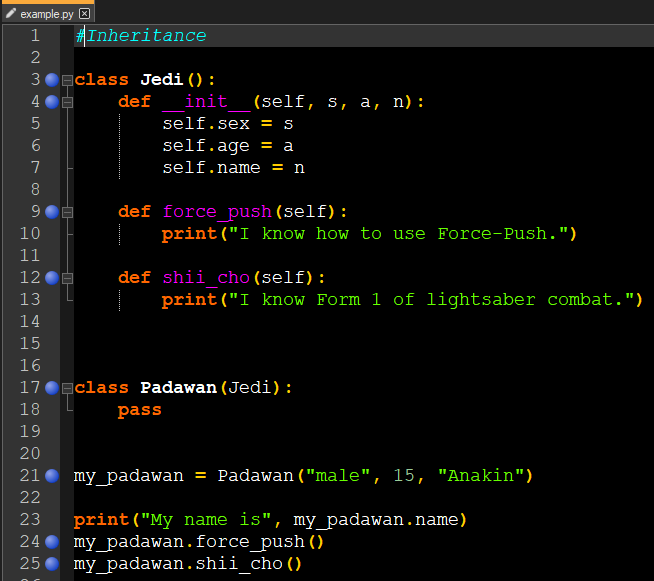 example.py
1 #Inheritance
2
3 class Jedi():
4     def __init__(self, s, a, n):
5         self.sex = s
6         self.age = a
7         self.name = n
8
9     def force_push(self):
10         print("I know how to use Force-Push.")
11
12     def shii_cho(self):
13         print("I know Form 1 of lightsaber combat.")
14
15
16
17 class Padawan(Jedi):
18     pass
19
20
21 my_padawan = Padawan("male", 15, "Anakin")
22
23 print("My name is", my_padawan.name)
24 my_padawan.force_push()
25 my_padawan.shii_cho()